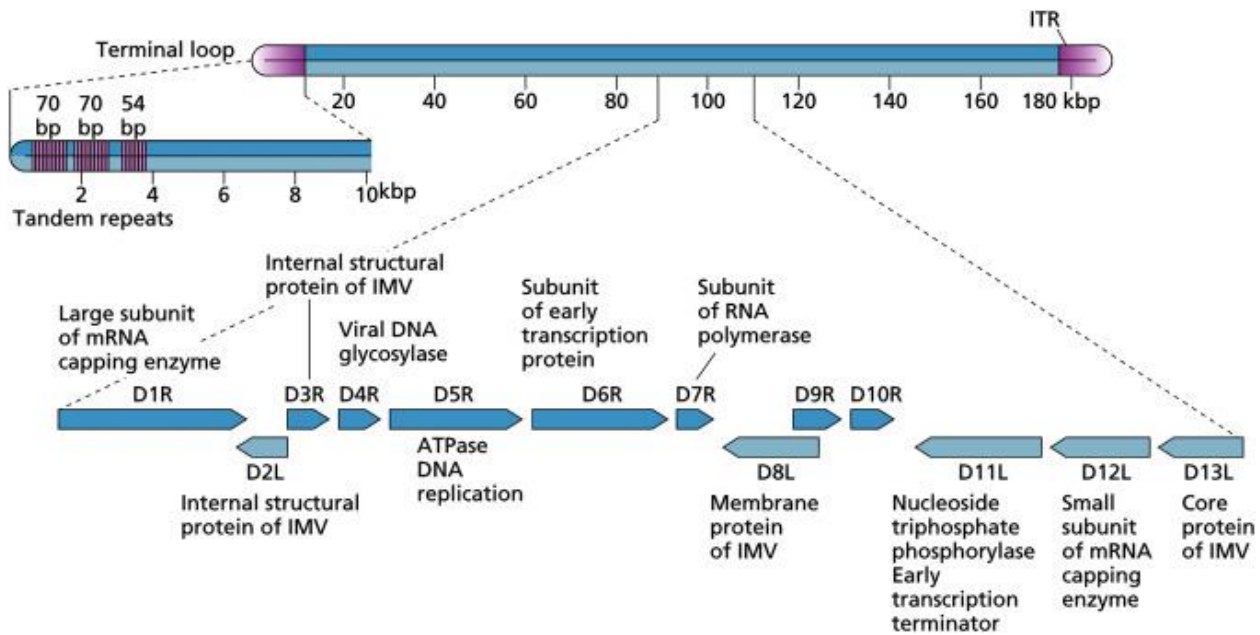 ITR
Terminal loop
20 40 60 80 100 120 140 160 180 kbp
70 bp
70 bp
54 bp
2 4 6 8 10 kbp
Tandem repeats
Internal structural
protein of IMV
Large subunit
of mRNA
capping enzyme
Viral DNA
glycosylase
Subunit
of early
transcription
protein
Subunit
of RNA
polymerase
D1R D3R D4R D5R D6R D7R D9R D10R
D2L
Internal structural
protein of IMV
ATPase
DNA
replication
D8L
Membrane
protein
of IMV
D11L
Nucleoside
triphosphate
phosphorylase
Early
transcription
terminator
D12L
Small
subunit
of mRNA
capping
enzyme
D13L
Core
protein
of IMV